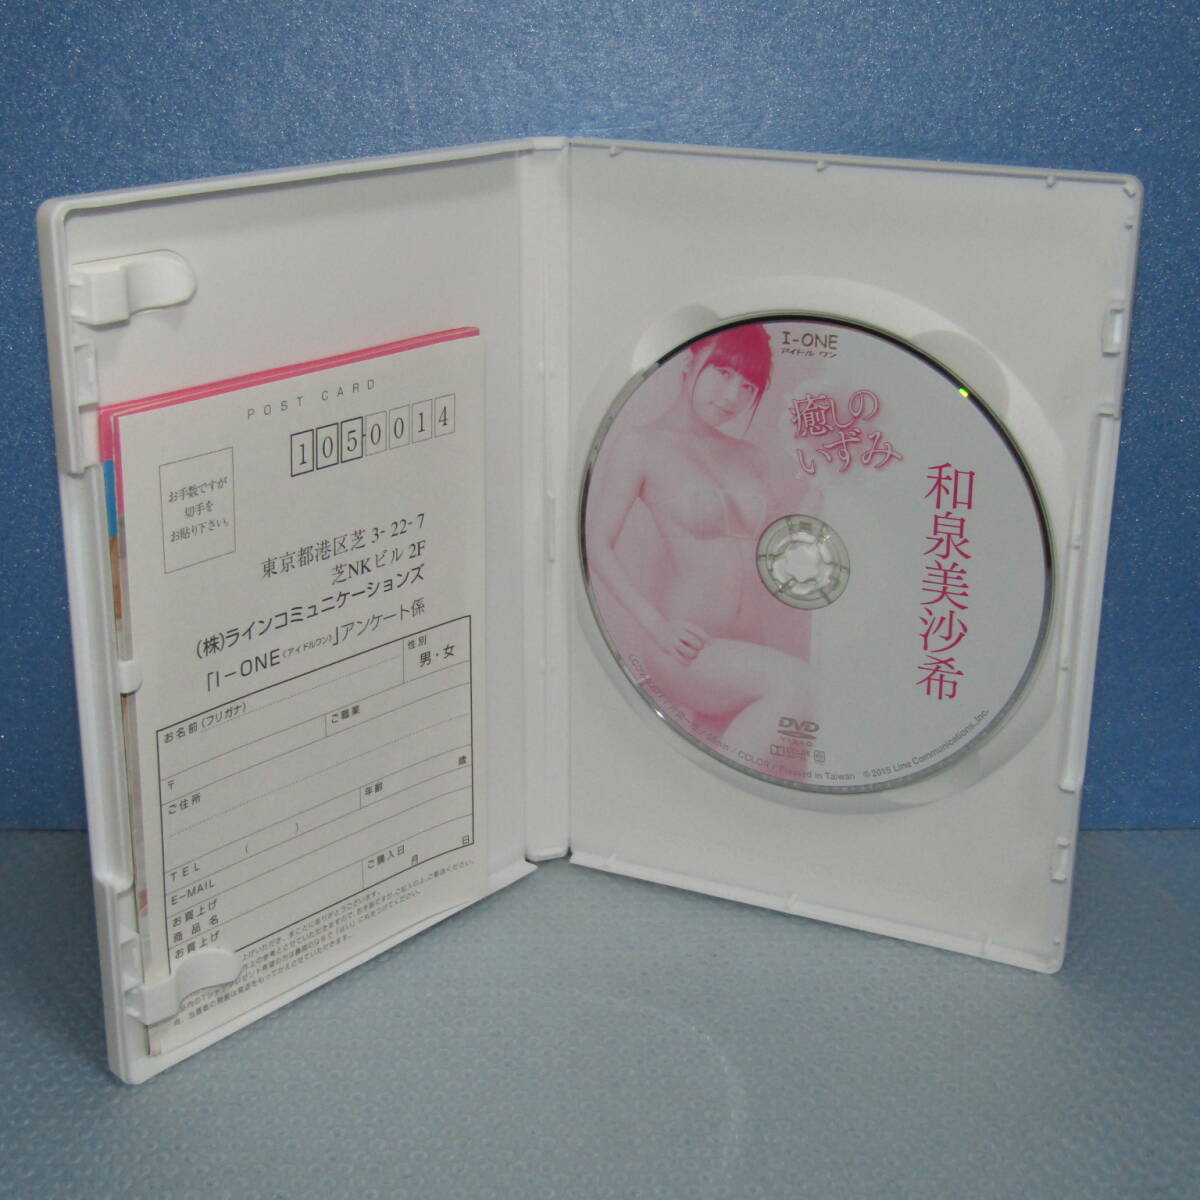 POST CARD
1050014
お手数ですが
切手を
お貼り下さい。
東京都港区芝 3-22-7
芝NKビル 2F
(株)ラインコミュニケーションズ
「I-ONE(アイドルワン)」アンケート係
お名前(フリガナ)
性別
男・女
ご職業
〒
ご住所
年齢
歳
TEL ( )
E-MAIL
ご購入日
月 日
お買上げ
商品名
お買上げ
I-ONE
アイドル ワン
癒しの
いずみ
和泉美沙希
DVD
VIDEO
COLOR / Pressed in Taiwan © 2015 Line Communications, Inc.